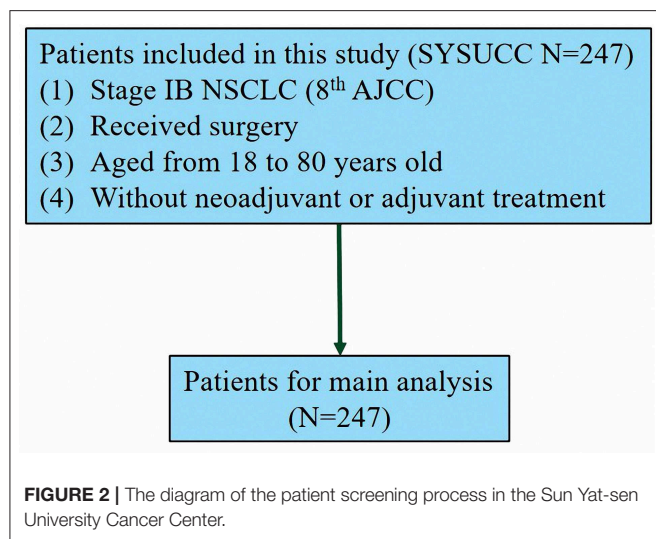 Patients included in this study (SYSUCC N=247)
(1) Stage IB NSCLC (8th AJCC)
(2) Received surgery
(3) Aged from 18 to 80 years old
(4) Without neoadjuvant or adjuvant treatment
Patients for main analysis
(N=247)
FIGURE 2 | The diagram of the patient screening process in the Sun Yat-sen
University Cancer Center.